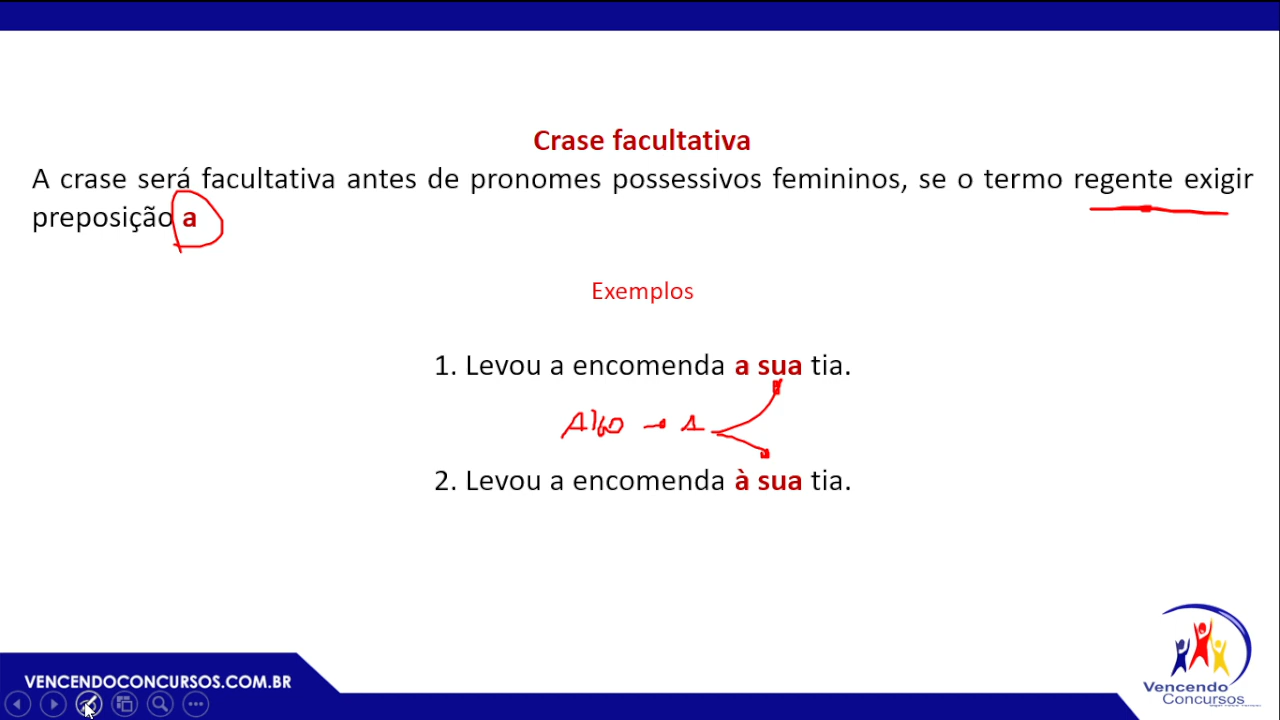 Crase facultativa
A crase será facultativa antes de pronomes possessivos femininos, se o termo regente exigir
preposição a
Exemplos
1. Levou a encomenda a sua tia.
Algo → a
2. Levou a encomenda à sua tia.
VENCENDOCONCURSOS.COM.BR
Vencendo
Concursos